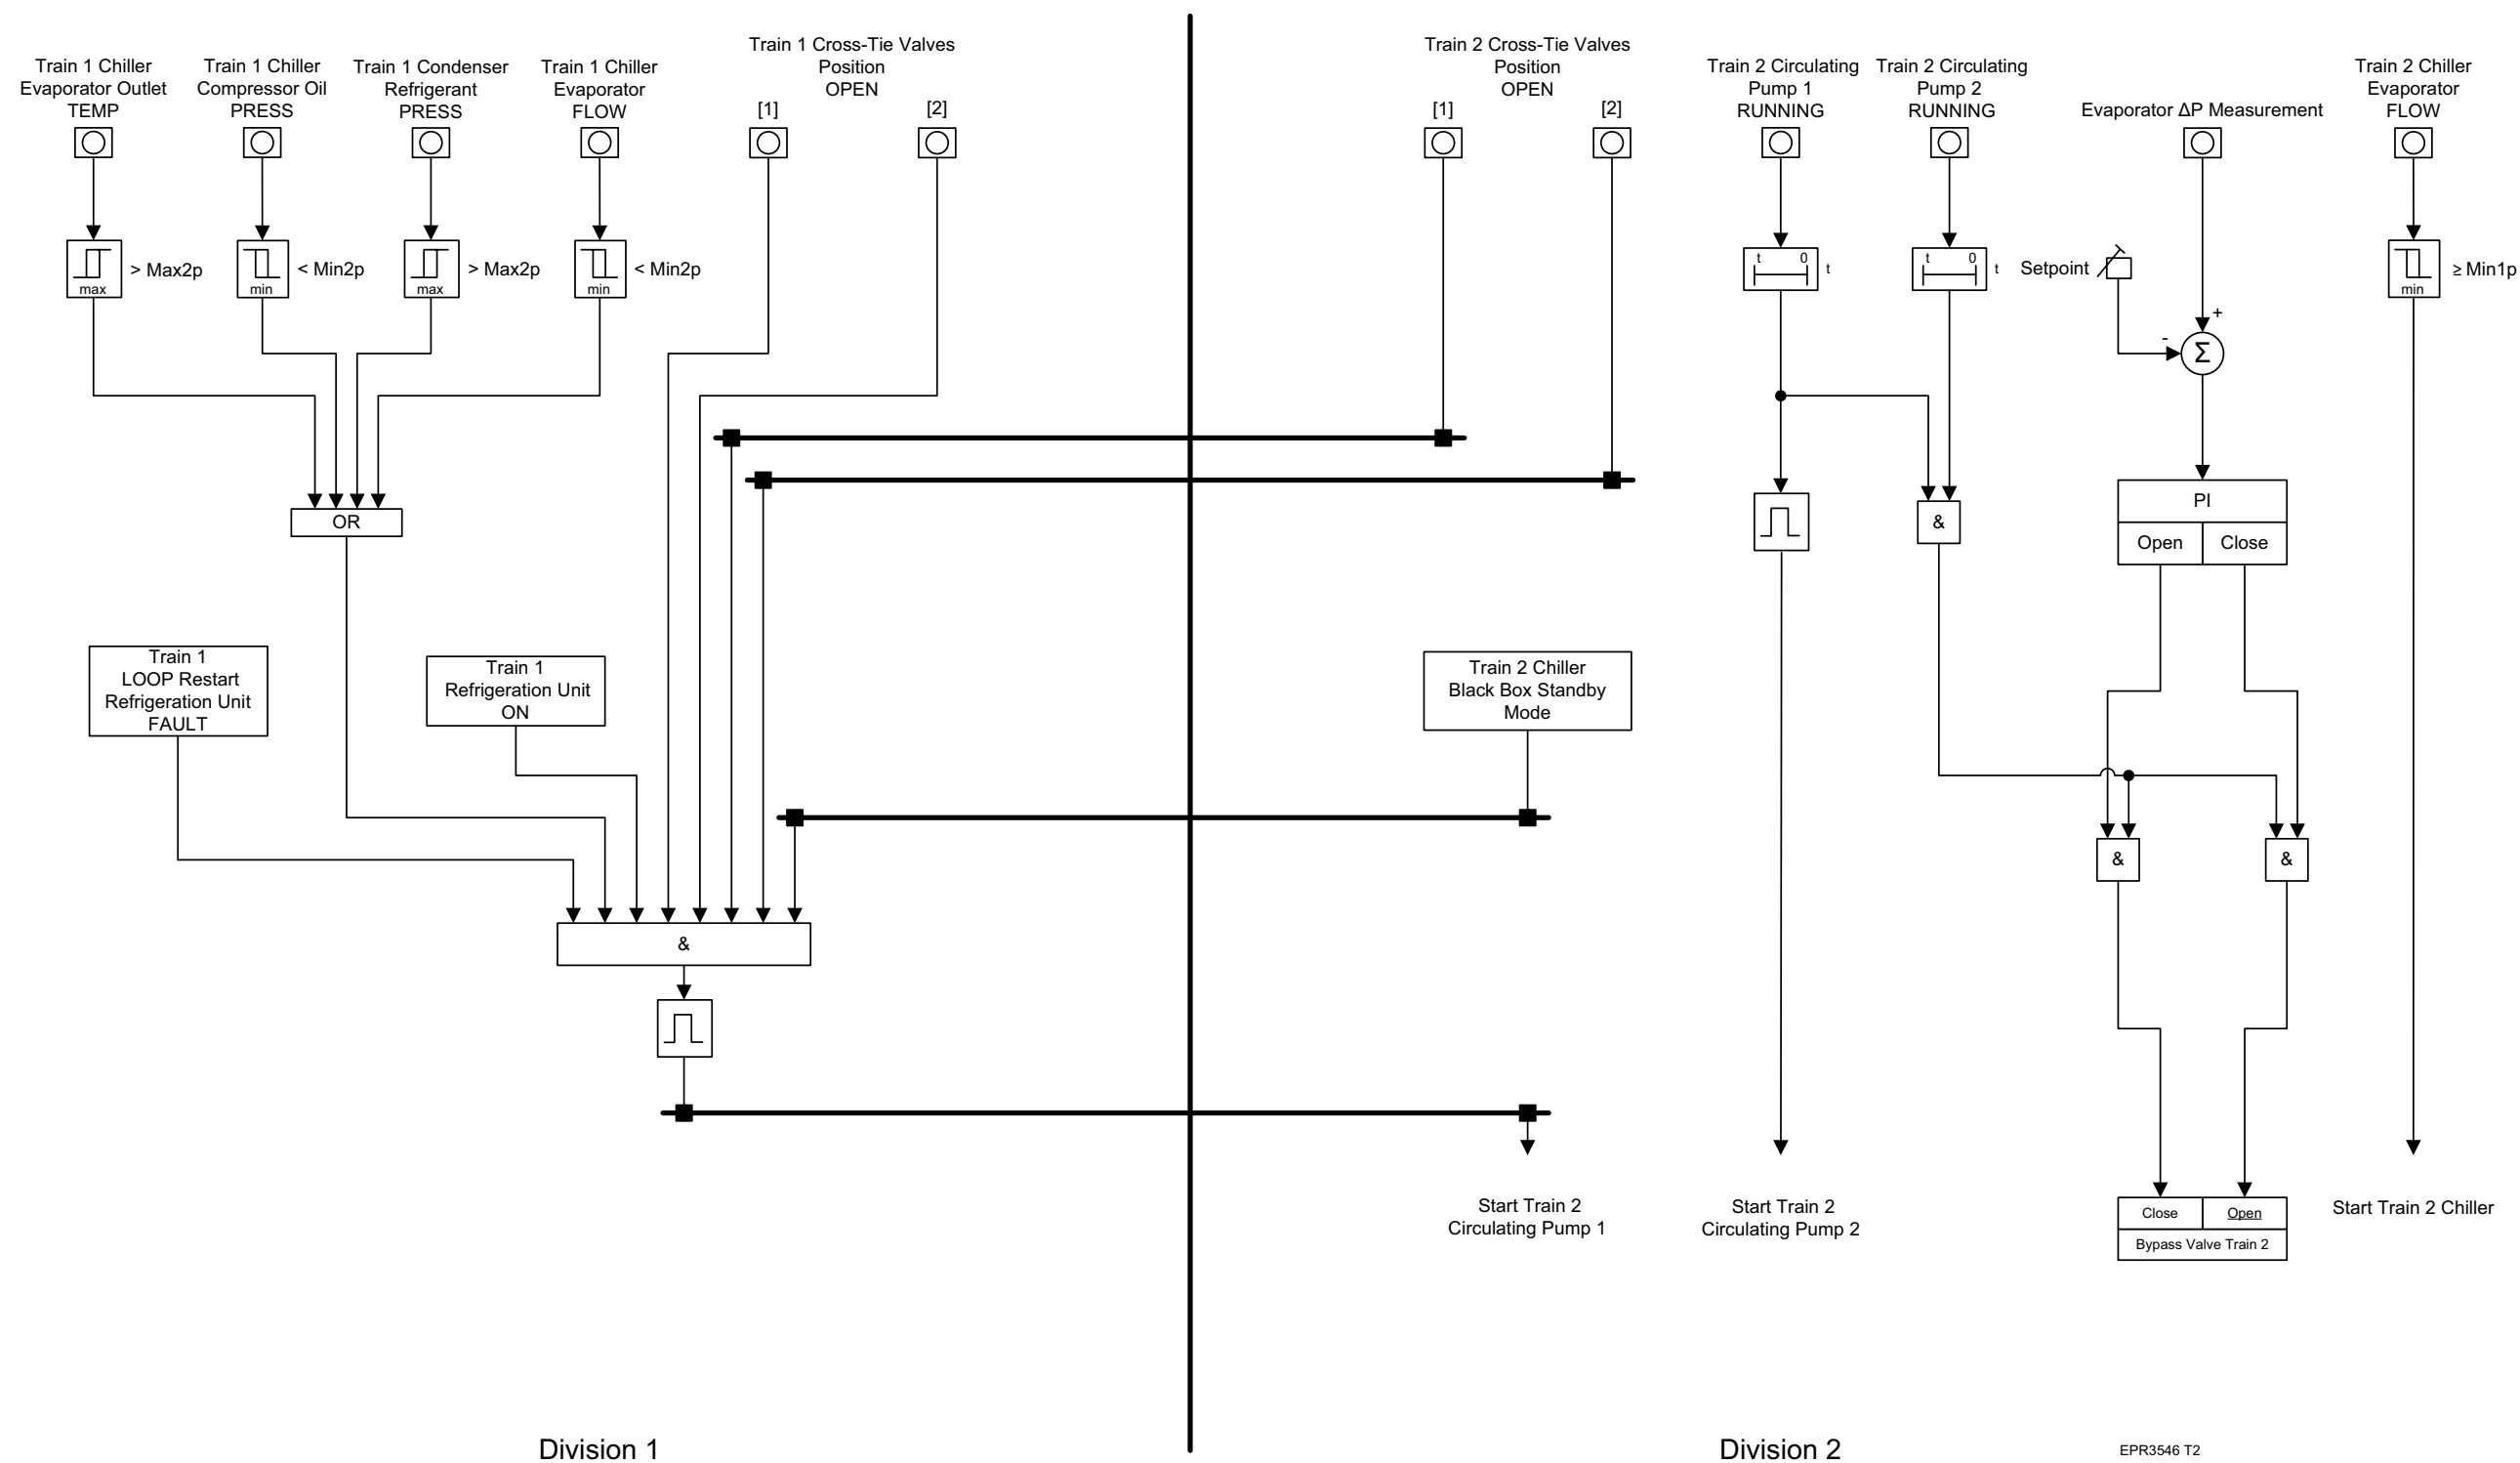 Train 1 Chiller
Evaporator Outlet
TEMP
Train 1 Chiller
Compressor Oil
PRESS
Train 1 Condenser
Refrigerant
PRESS
Train 1 Chiller
Evaporator
FLOW
Train 1 Cross-Tie Valves
Position
OPEN
[1]
[2]
Train 2 Cross-Tie Valves
Position
OPEN
[1]
[2]
Train 2 Circulating
Pump 1
RUNNING
Train 2 Circulating
Pump 2
RUNNING
Evaporator ΔP Measurement
Train 2 Chiller
Evaporator
FLOW
max
> Max2p
min
< Min2p
max
> Max2p
min
< Min2p
t 0
t
t 0
t
Setpoint
min
≥ Min1p
+
-
Σ
OR
&
PI
Open
Close
Train 1
LOOP Restart
Refrigeration Unit
FAULT
Train 1
Refrigeration Unit
ON
Train 2 Chiller
Black Box Standby
Mode
&
&
&
Start Train 2
Circulating Pump 1
Start Train 2
Circulating Pump 2
Close
Open
Bypass Valve Train 2
Start Train 2 Chiller
Division 1
Division 2
EPR3546 T2